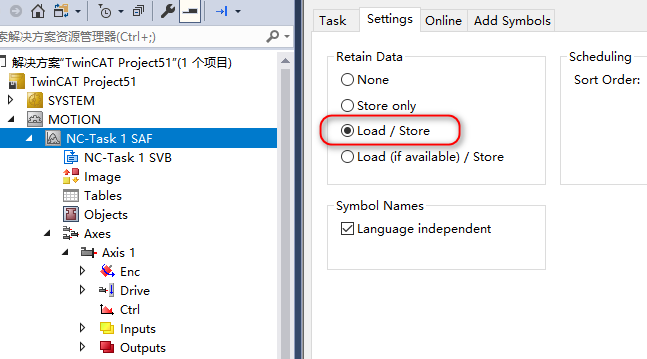 索解决方案资源管理器(Ctrl+;)
解决方案"TwinCAT Project51"(1 个项目)
TwinCAT Project51
SYSTEM
MOTION
NC-Task 1 SAF
NC-Task 1 SVB
Image
Tables
Objects
Axes
Axis 1
Enc
Drive
Ctrl
Inputs
Outputs
Task
Settings
Online
Add Symbols
Retain Data
None
Store only
Load / Store
Load (if available) / Store
Symbol Names
Language independent
Scheduling
Sort Order: